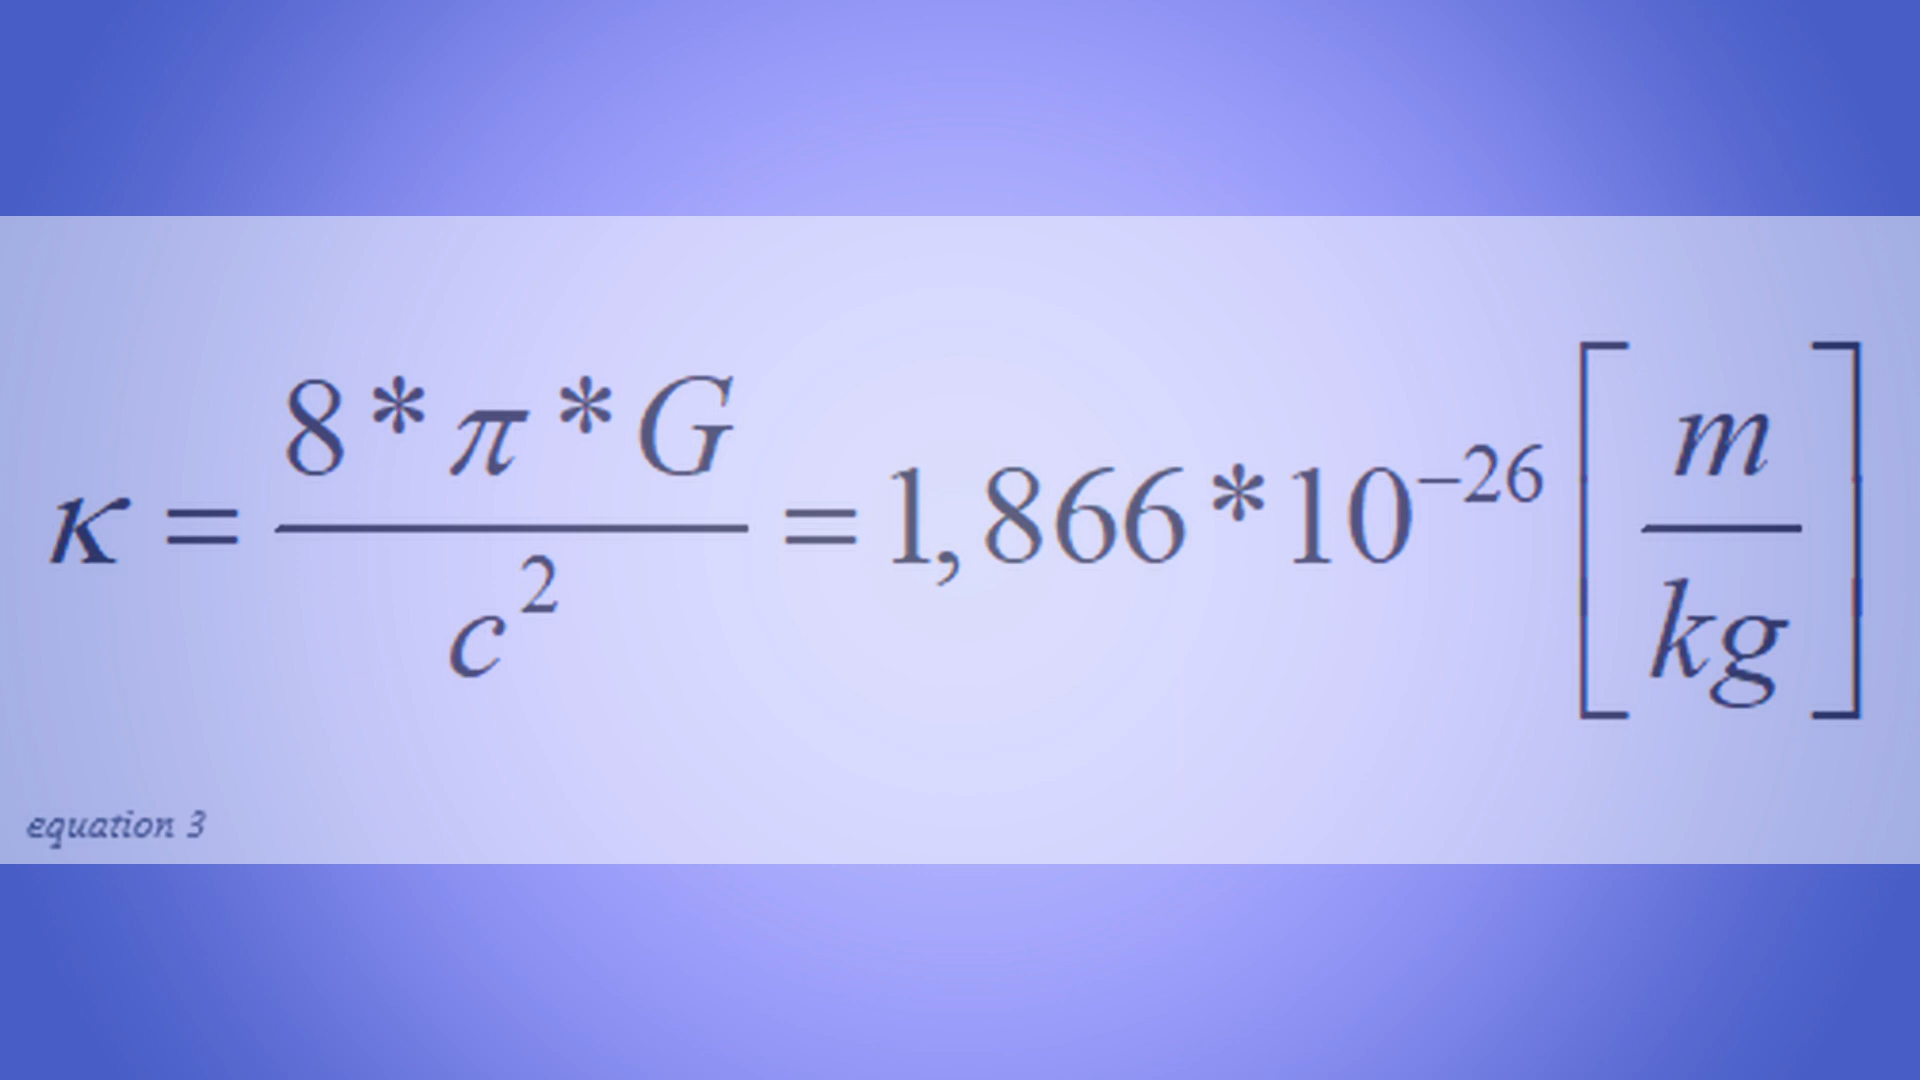 κ = 8 * π * G / c² = 1,866 * 10⁻²⁶ [m / kg]
equation 3